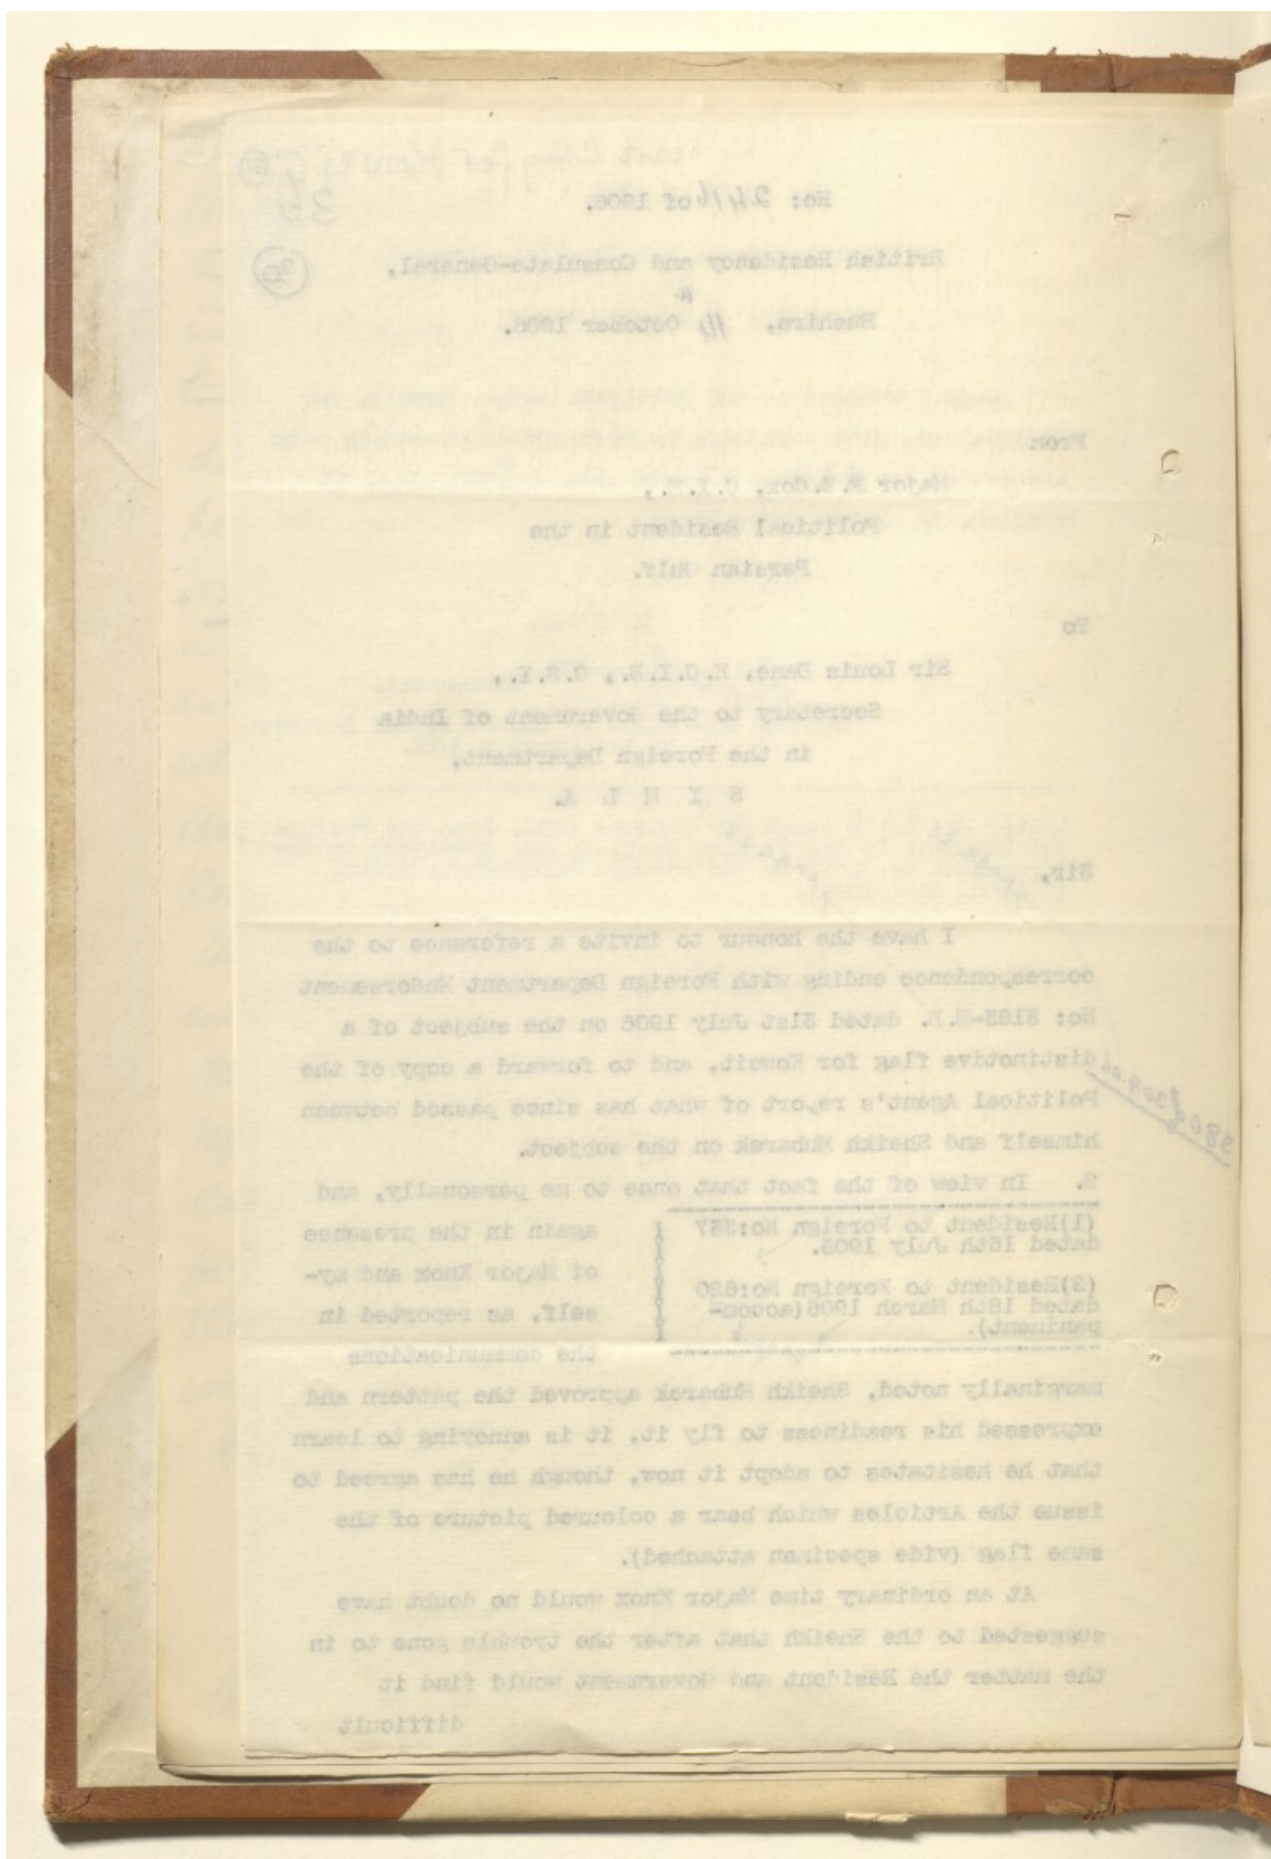 No: 2416 of 1906.
British Residency and Consulate-General,
Bushire, 14 October 1906.
From
Major P.Z.Cox, C.I.E.,
Political Resident in the
Persian Gulf.
To
Sir Louis Dane, K.C.I.E., C.S.I.,
Secretary to the Government of India
in the Foreign Department,
S I M L A.
Sir,
I have the honour to invite a reference to the
correspondence ending with Foreign Department Endorsement
No: 3193-E.B. dated 31st July 1906 on the subject of a
distinctive flag for Koweit, and to forward a copy of the
Political Agent's report of what has since passed between
himself and Sheikh Mubarek on the subject.
2. In view of the fact that once to me personally, and
(1)Resident to Foreign No:337
dated 16th July 1905.
(2)Resident to Foreign No:620
dated 18th March 1906(accom-
paniment).
again in the presence
of Major Knox and my-
self, as reported in
the communications
marginally noted, Sheikh Mubarek approved the pattern and
expressed his readiness to fly it, it is annoying to learn
that he hesitates to adopt it now, though he has agreed to
issue the Articles which bear a coloured picture of the
same flag (vide specimen attached).
At an ordinary time Major Knox would no doubt have
suggested to the Sheikh that after the trouble gone to in
the matter the Resident and Government would find it
difficult